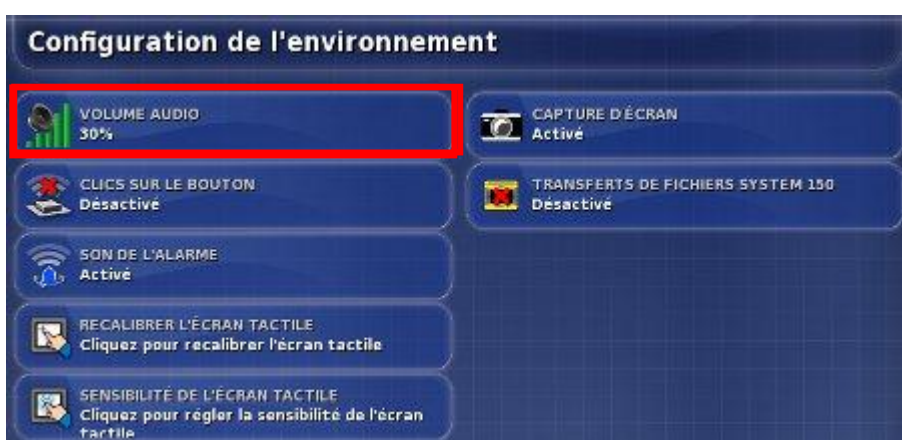 Configuration de l'environnement
VOLUME AUDIO
30%
CLICS SUR LE BOUTON
Désactivé
SON DE L'ALARME
Activé
RECALIBRER L'ÉCRAN TACTILE
Cliquez pour recalibrer l'écran tactile
SENSIBILITÉ DE L'ÉCRAN TACTILE
Cliquez pour régler la sensibilité de l'écran
tactile
CAPTURE D'ÉCRAN
Activé
TRANSFERTS DE FICHIERS SYSTEM 150
Désactivé